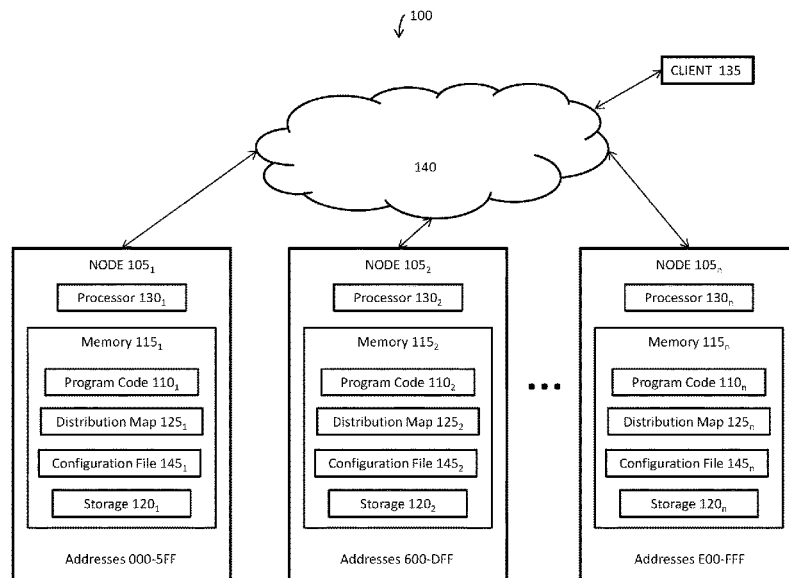 100
CLIENT 135
140
NODE 105₁
Processor 130₁
Memory 115₁
Program Code 110₁
Distribution Map 125₁
Configuration File 145₁
Storage 120₁
Addresses 000-5FF
NODE 105₂
Processor 130₂
Memory 115₂
Program Code 110₂
Distribution Map 125₂
Configuration File 145₂
Storage 120₂
Addresses 600-DFF
NODE 105ₙ
Processor 130ₙ
Memory 115ₙ
Program Code 110ₙ
Distribution Map 125ₙ
Configuration File 145ₙ
Storage 120ₙ
Addresses E00-FFF